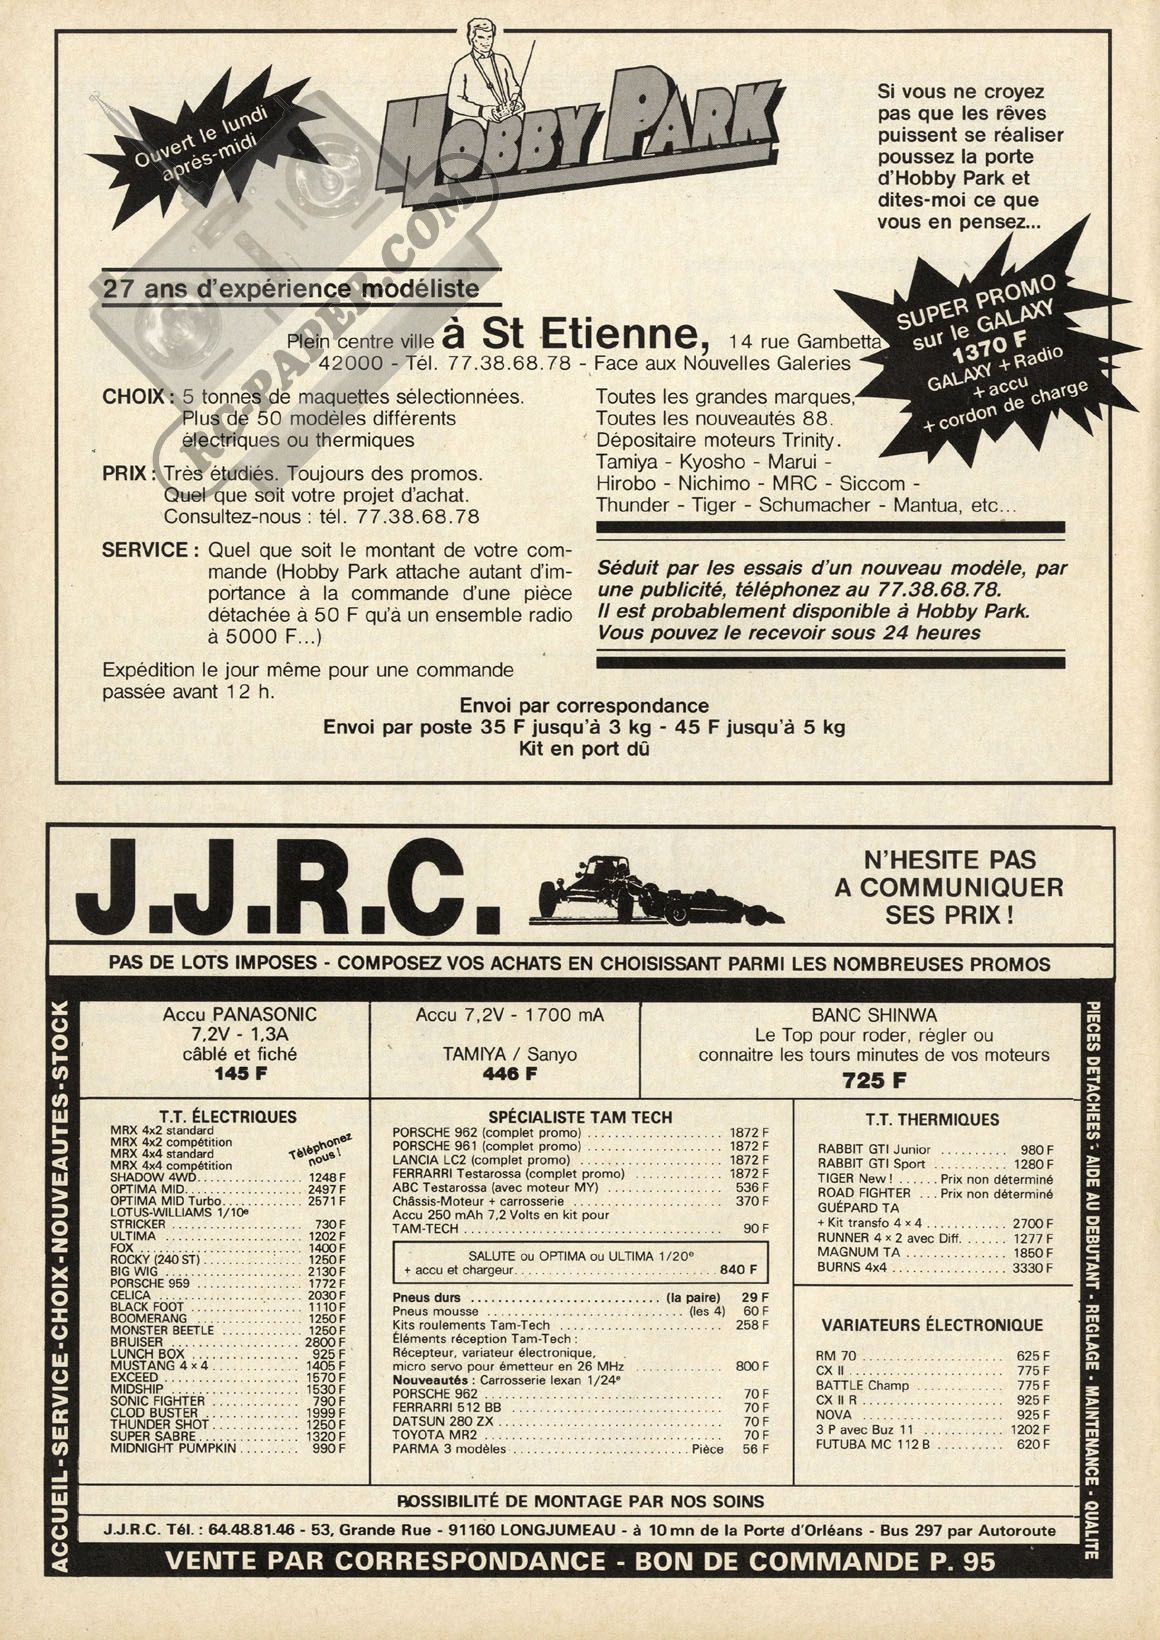 Ouvert le lundi
après-midi
HOBBY PARK
Si vous ne croyez
pas que les rêves
puissent se réaliser
poussez la porte
d'Hobby Park et
dites-moi ce que
vous en pensez...
RC-PAPER.COM
27 ans d'expérience modéliste
SUPER PROMO
sur le GALAXY
1370 F
GALAXY + Radio
+ accu
+ cordon de charge
Plein centre ville à St Etienne, 14 rue Gambetta
42000 - Tél. 77.38.68.78 - Face aux Nouvelles Galeries
CHOIX : 5 tonnes de maquettes sélectionnées.
Plus de 50 modèles différents
électriques ou thermiques
PRIX : Très étudiés. Toujours des promos.
Quel que soit votre projet d'achat.
Consultez-nous : tél. 77.38.68.78
SERVICE : Quel que soit le montant de votre com-
mande (Hobby Park attache autant d'im-
portance à la commande d'une pièce
détachée à 50 F qu'à un ensemble radio
à 5000 F...)
Expédition le jour même pour une commande
passée avant 12 h.
Toutes les grandes marques,
Toutes les nouveautés 88.
Dépositaire moteurs Trinity.
Tamiya - Kyosho - Marui -
Hirobo - Nichimo - MRC - Siccom -
Thunder - Tiger - Schumacher - Mantua, etc...
Séduit par les essais d'un nouveau modèle, par
une publicité, téléphonez au 77.38.68.78.
Il est probablement disponible à Hobby Park.
Vous pouvez le recevoir sous 24 heures
Envoi par correspondance
Envoi par poste 35 F jusqu'à 3 kg - 45 F jusqu'à 5 kg
Kit en port dû
J.J.R.C.
N'HESITE PAS
A COMMUNIQUER
SES PRIX !
PAS DE LOTS IMPOSES - COMPOSEZ VOS ACHATS EN CHOISISSANT PARMI LES NOMBREUSES PROMOS
ACCUEIL-SERVICE-CHOIX-NOUVEAUTES-STOCK
Accu PANASONIC
7,2V - 1,3A
câblé et fiché
145 F
Accu 7,2V - 1700 mA
TAMIYA / Sanyo
446 F
BANC SHINWA
Le Top pour roder, régler ou
connaitre les tours minutes de vos moteurs
725 F
T.T. ÉLECTRIQUES
MRX 4x2 standard
MRX 4x2 compétition
MRX 4x4 standard
MRX 4x4 compétition
Téléphonez
nous !
SHADOW 4WD 1248 F
OPTIMA MID 2497 F
OPTIMA MID Turbo 2571 F
LOTUS-WILLIAMS 1/10e
STRICKER 730 F
ULTIMA 1202 F
FOX 1400 F
ROCKY (240 ST) 1250 F
BIG WIG 2130 F
PORSCHE 959 1772 F
CELICA 2030 F
BLACK FOOT 1110 F
BOOMERANG 1250 F
MONSTER BEETLE 1250 F
BRUISER 2800 F
LUNCH BOX 925 F
MUSTANG 4 x 4 1405 F
EXCEED 1570 F
MIDSHIP 1530 F
SONIC FIGHTER 790 F
CLOD BUSTER 1999 F
THUNDER SHOT 1250 F
SUPER SABRE 1320 F
MIDNIGHT PUMPKIN 990 F
SPÉCIALISTE TAM TECH
PORSCHE 962 (complet promo) 1872 F
PORSCHE 961 (complet promo) 1872 F
LANCIA LC2 (complet promo) 1872 F
FERRARRI Testarossa (complet promo) 1872 F
ABC Testarossa (avec moteur MY) 536 F
Châssis-Moteur + carrosserie 370 F
Accu 250 mAh 7,2 Volts en kit pour
TAM-TECH 90 F
SALUTE ou OPTIMA ou ULTIMA 1/20e
+ accu et chargeur 840 F
Pneus durs (la paire) 29 F
Pneus mousse (les 4) 60 F
Kits roulements Tam-Tech 258 F
Éléments réception Tam-Tech :
Récepteur, variateur électronique,
micro servo pour émetteur en 26 MHz 800 F
Nouveautés : Carrosserie lexan 1/24e
PORSCHE 962 70 F
FERRARRI 512 BB 70 F
DATSUN 280 ZX 70 F
TOYOTA MR2 70 F
PARMA 3 modèles Pièce 56 F
T.T. THERMIQUES
RABBIT GTI Junior 980 F
RABBIT GTI Sport 1280 F
TIGER New ! Prix non déterminé
ROAD FIGHTER Prix non déterminé
GUÉPARD TA
+ Kit transfo 4 x 4 2700 F
RUNNER 4 x 2 avec Diff. 1277 F
MAGNUM TA 1850 F
BURNS 4x4 3330 F
VARIATEURS ÉLECTRONIQUE
RM 70 625 F
CX II 775 F
BATTLE Champ 775 F
CX II R 925 F
NOVA 925 F
3 P avec Buz 11 1202 F
FUTUBA MC 112 B 620 F
PIECES DETACHEES - AIDE AU DEBUTANT - REGLAGE - MAINTENANCE - QUALITE
POSSIBILITÉ DE MONTAGE PAR NOS SOINS
J.J.R.C. Tél. : 64.48.81.46 - 53, Grande Rue - 91160 LONGJUMEAU - à 10 mn de la Porte d'Orléans - Bus 297 par Autoroute
VENTE PAR CORRESPONDANCE - BON DE COMMANDE P. 95